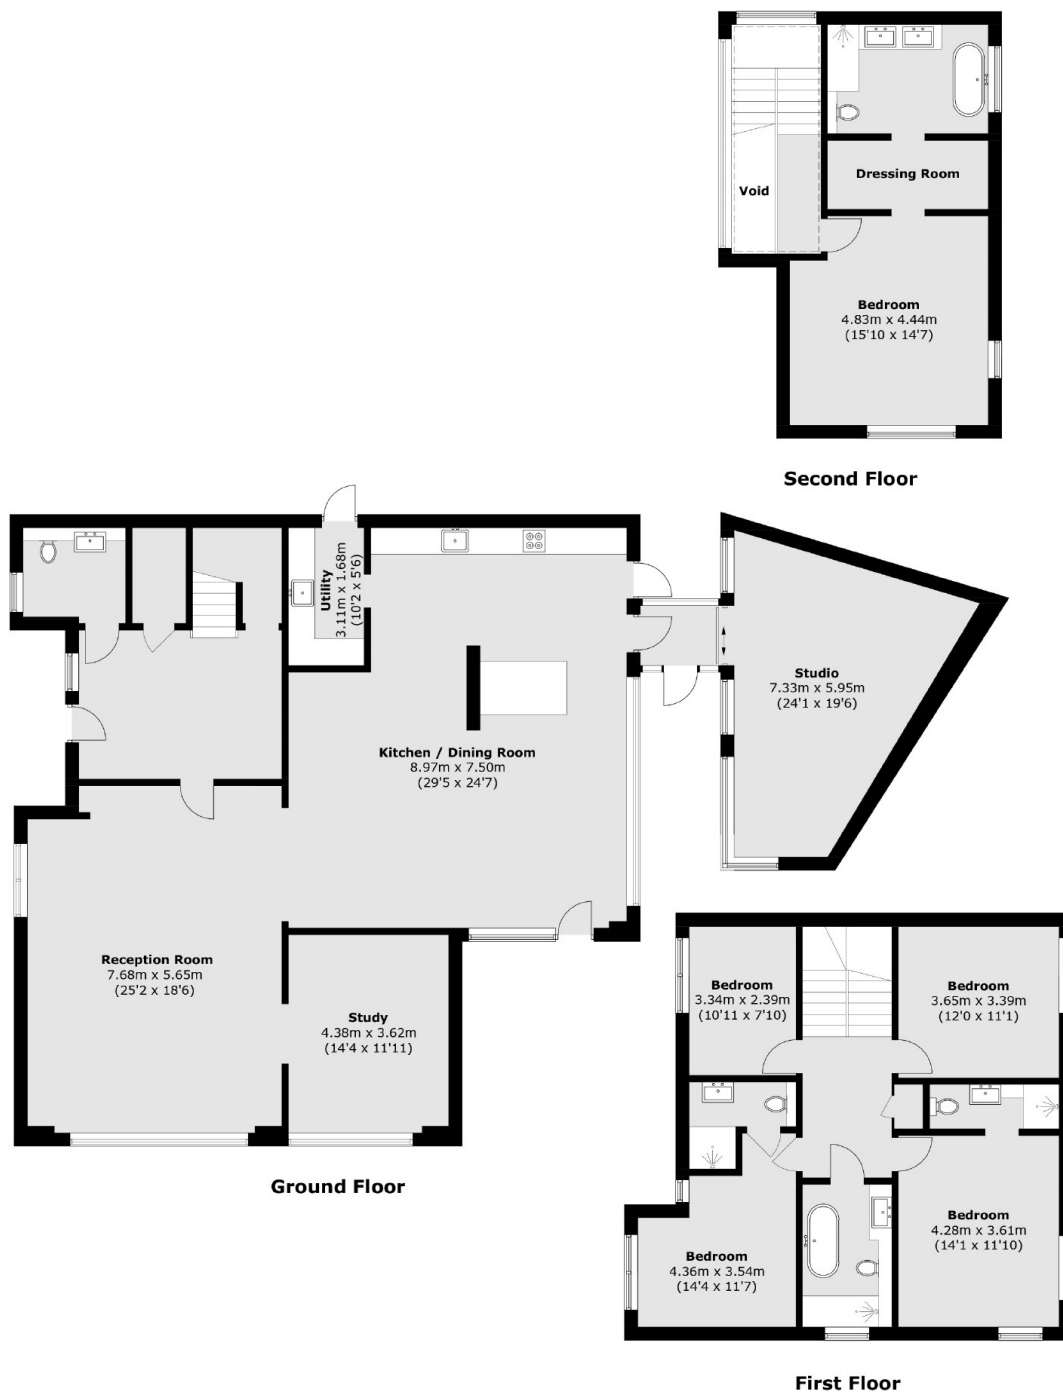 Void
Dressing Room
Bedroom
4.83m x 4.44m
(15'10 x 14'7)
Second Floor
Utility
3.11m x 1.68m
(10'2 x 5'6)
Kitchen / Dining Room
8.97m x 7.50m
(29'5 x 24'7)
Studio
7.33m x 5.95m
(24'1 x 19'6)
Reception Room
7.68m x 5.65m
(25'2 x 18'6)
Study
4.38m x 3.62m
(14'4 x 11'11)
Ground Floor
Bedroom
3.34m x 2.39m
(10'11 x 7'10)
Bedroom
3.65m x 3.39m
(12'0 x 11'1)
Bedroom
4.36m x 3.54m
(14'4 x 11'7)
Bedroom
4.28m x 3.61m
(14'1 x 11'10)
First Floor